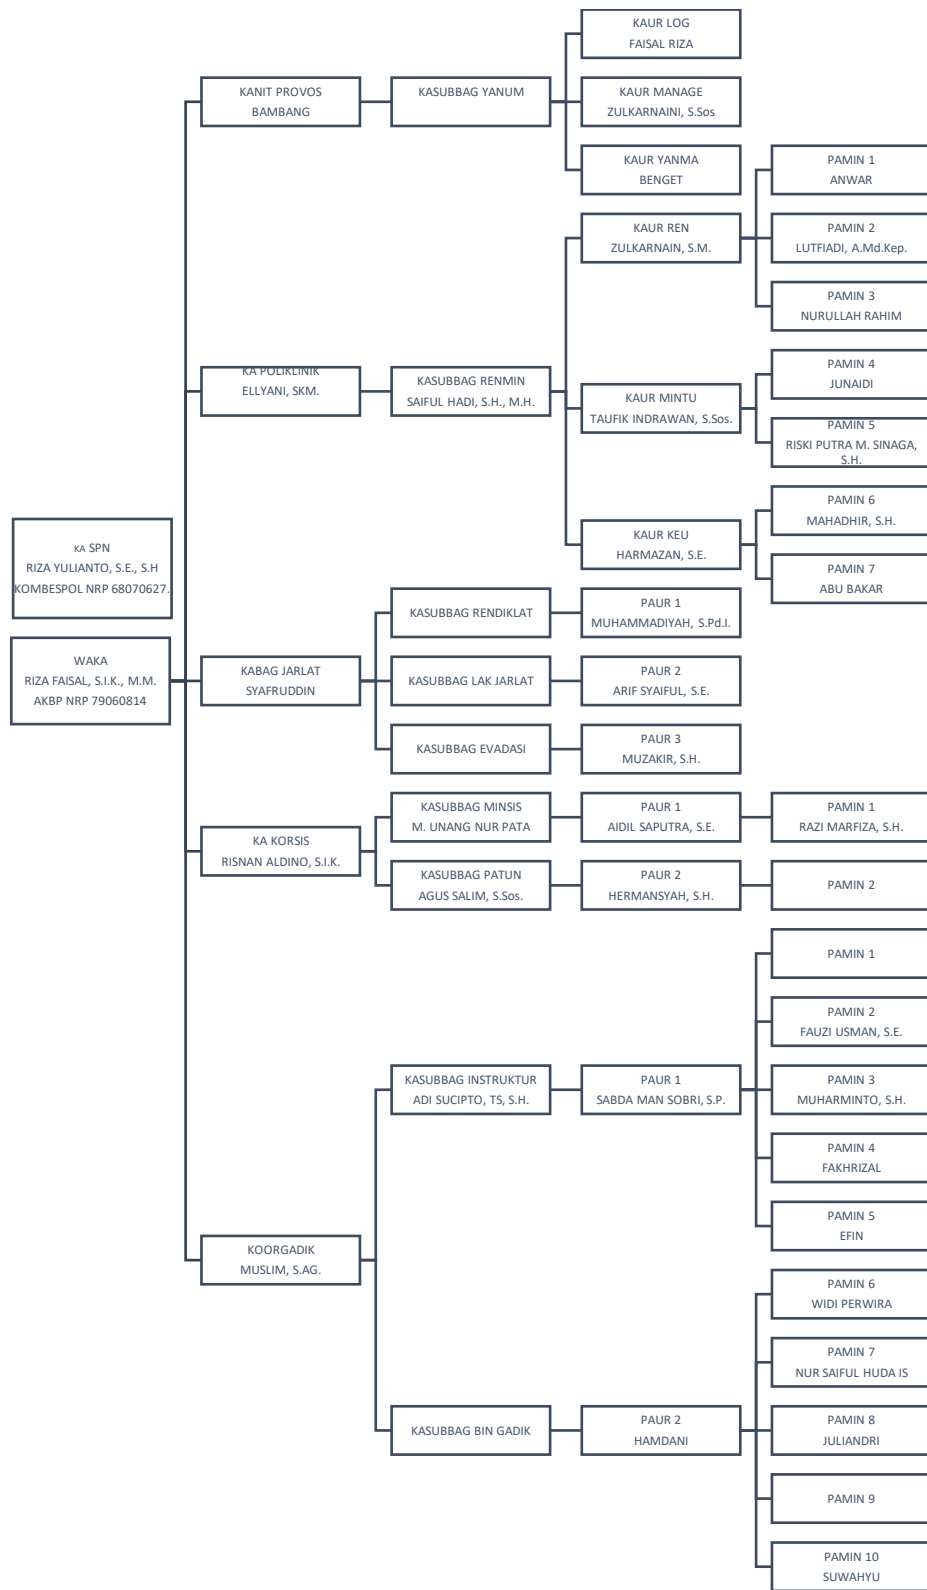 KAUR LOG
FAISAL RIZA
KANIT PROVOS
BAMBANG
KASUBBAG YANUM
KAUR MANAGE
ZULKARNAINI, S.Sos
KAUR YANMA
BENGET
PAMIN 1
ANWAR
KAUR REN
ZULKARNAIN, S.M.
PAMIN 2
LUTFIADI, A.Md.Kep.
PAMIN 3
NURULLAH RAHIM
KA POLIKLINIK
ELLYANI, SKM.
KASUBBAG RENMIN
SAIFUL HADI, S.H., M.H.
KAUR MINTU
TAUFIK INDRAWAN, S.Sos.
PAMIN 4
JUNAIDI
PAMIN 5
RISKI PUTRA M. SINAGA,
S.H.
KAUR KEU
HARMAZAN, S.E.
PAMIN 6
MAHADHIR, S.H.
PAMIN 7
ABU BAKAR
KA SPN
RIZA YULIANTO, S.E., S.H
KOMBESPOL NRP 68070627.
WAKA
RIZA FAISAL, S.I.K., M.M.
AKBP NRP 79060814
KABAG JARLAT
SYAFRUDDIN
KASUBBAG RENDIKLAT
PAUR 1
MUHAMMADIYAH, S.Pd.I.
KASUBBAG LAK JARLAT
PAUR 2
ARIF SYAIFUL, S.E.
KASUBBAG EVADASI
PAUR 3
MUZAKIR, S.H.
KA KORSIS
RISNAN ALDINO, S.I.K.
KASUBBAG MINSIS
M. UNANG NUR PATA
PAUR 1
AIDIL SAPUTRA, S.E.
PAMIN 1
RAZI MARFIZA, S.H.
KASUBBAG PATUN
AGUS SALIM, S.Sos.
PAUR 2
HERMANSYAH, S.H.
PAMIN 2
KOORGADIK
MUSLIM, S.AG.
KASUBBAG INSTRUKTUR
ADI SUCIPTO, TS, S.H.
PAUR 1
SABDA MAN SOBRI, S.P.
PAMIN 1
PAMIN 2
FAUZI USMAN, S.E.
PAMIN 3
MUHARMINTO, S.H.
PAMIN 4
FAKHRIZAL
PAMIN 5
EFIN
KASUBBAG BIN GADIK
PAUR 2
HAMDANI
PAMIN 6
WIDI PERWIRA
PAMIN 7
NUR SAIFUL HUDA IS
PAMIN 8
JULIANDRI
PAMIN 9
PAMIN 10
SUWAHYU